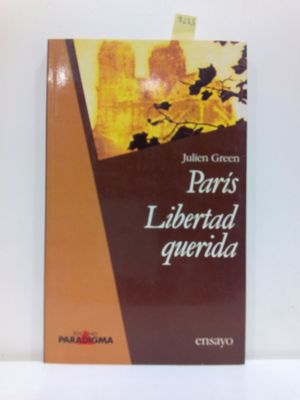 Julien Green
París
Libertad
querida
PARADIGMA
ensayo